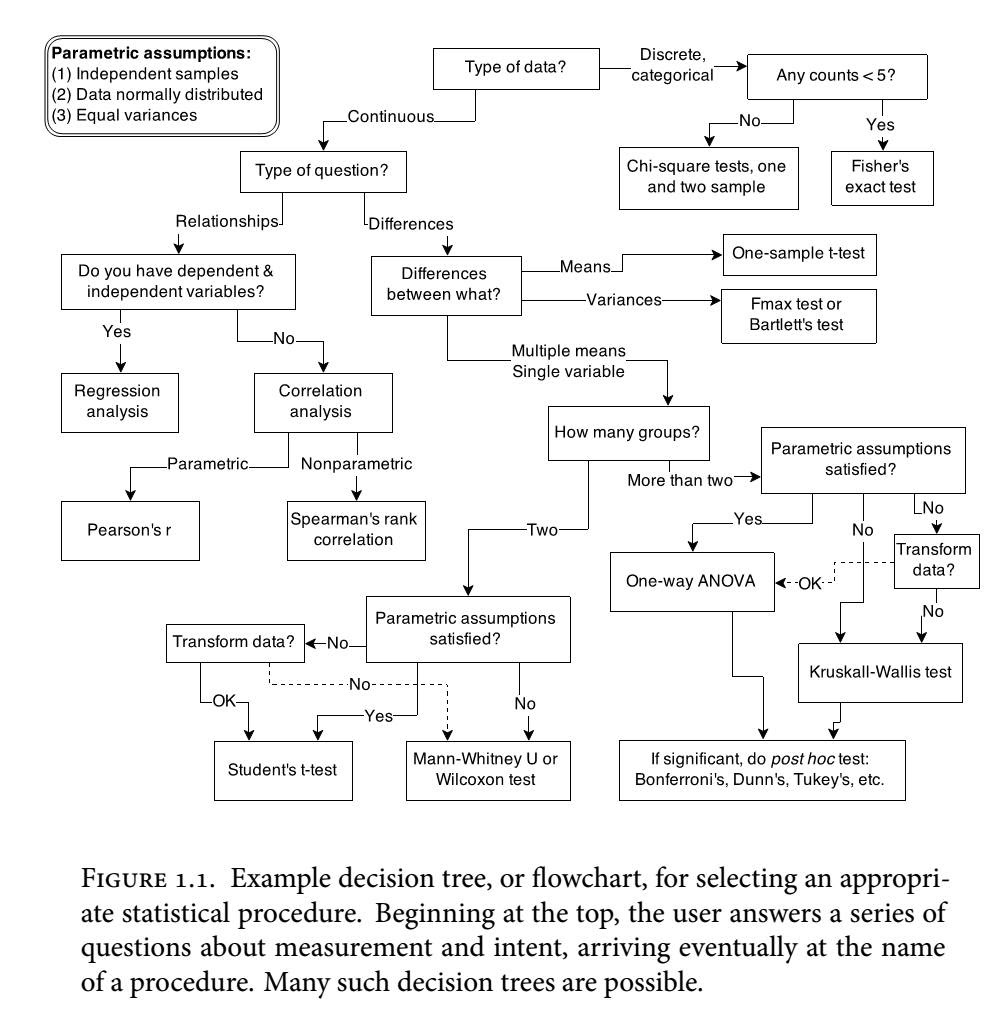 Parametric assumptions:
(1) Independent samples
(2) Data normally distributed
(3) Equal variances
Type of data?
Discrete,
categorical
Any counts < 5?
Continuous
No
Yes
Type of question?
Chi-square tests, one
and two sample
Fisher's
exact test
Relationships
Differences
Do you have dependent &
independent variables?
Differences
between what?
Means
One-sample t-test
Variances
Fmax test or
Bartlett's test
Yes
No
Multiple means
Single variable
Regression
analysis
Correlation
analysis
How many groups?
Parametric
Nonparametric
More than two
Parametric assumptions
satisfied?
Pearson's r
Spearman's rank
correlation
Two
Yes
No
No
One-way ANOVA
OK
Transform
data?
No
Parametric assumptions
satisfied?
Transform data?
No
Kruskall-Wallis test
No
OK
Yes
No
Student's t-test
Mann-Whitney U or
Wilcoxon test
If significant, do post hoc test:
Bonferroni's, Dunn's, Tukey's, etc.
Figure 1.1. Example decision tree, or flowchart, for selecting an appropri-
ate statistical procedure. Beginning at the top, the user answers a series of
questions about measurement and intent, arriving eventually at the name
of a procedure. Many such decision trees are possible.